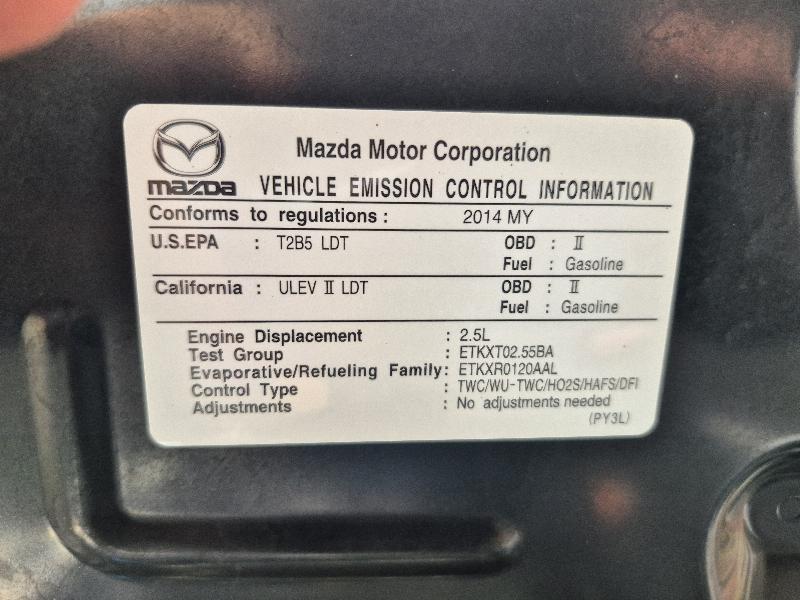 Mazda Motor Corporation
mazda VEHICLE EMISSION CONTROL INFORMATION
Conforms to regulations : 2014 MY
U.S.EPA : T2B5 LDT OBD : II
Fuel : Gasoline
California : ULEV II LDT OBD : II
Fuel : Gasoline
Engine Displacement : 2.5L
Test Group : ETKXT02.55BA
Evaporative/Refueling Family: ETKXR0120AAL
Control Type : TWC/WU-TWC/HO2S/HAFS/DFI
Adjustments : No adjustments needed
(PY3L)